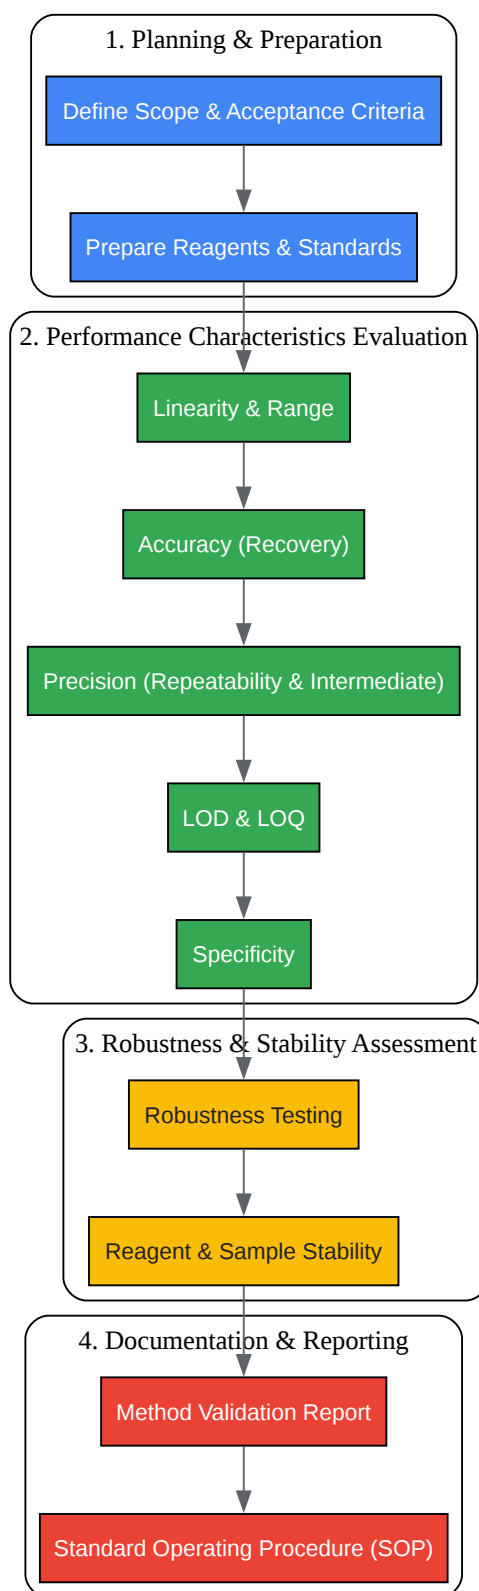 1. Planning & Preparation
Define Scope & Acceptance Criteria
Prepare Reagents & Standards
2. Performance Characteristics Evaluation
Linearity & Range
Accuracy (Recovery)
Precision (Repeatability & Intermediate)
LOD & LOQ
Specificity
3. Robustness & Stability Assessment
Robustness Testing
Reagent & Sample Stability
4. Documentation & Reporting
Method Validation Report
Standard Operating Procedure (SOP)